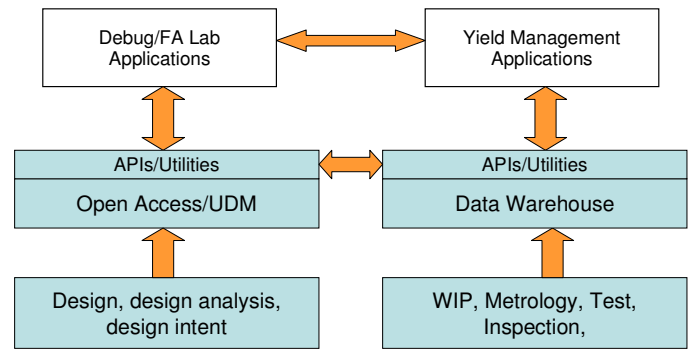 Debug/FA Lab
Applications
Yield Management
Applications
APIs/Utilities
APIs/Utilities
Open Access/UDM
Data Warehouse
Design, design analysis,
design intent
WIP, Metrology, Test,
Inspection,